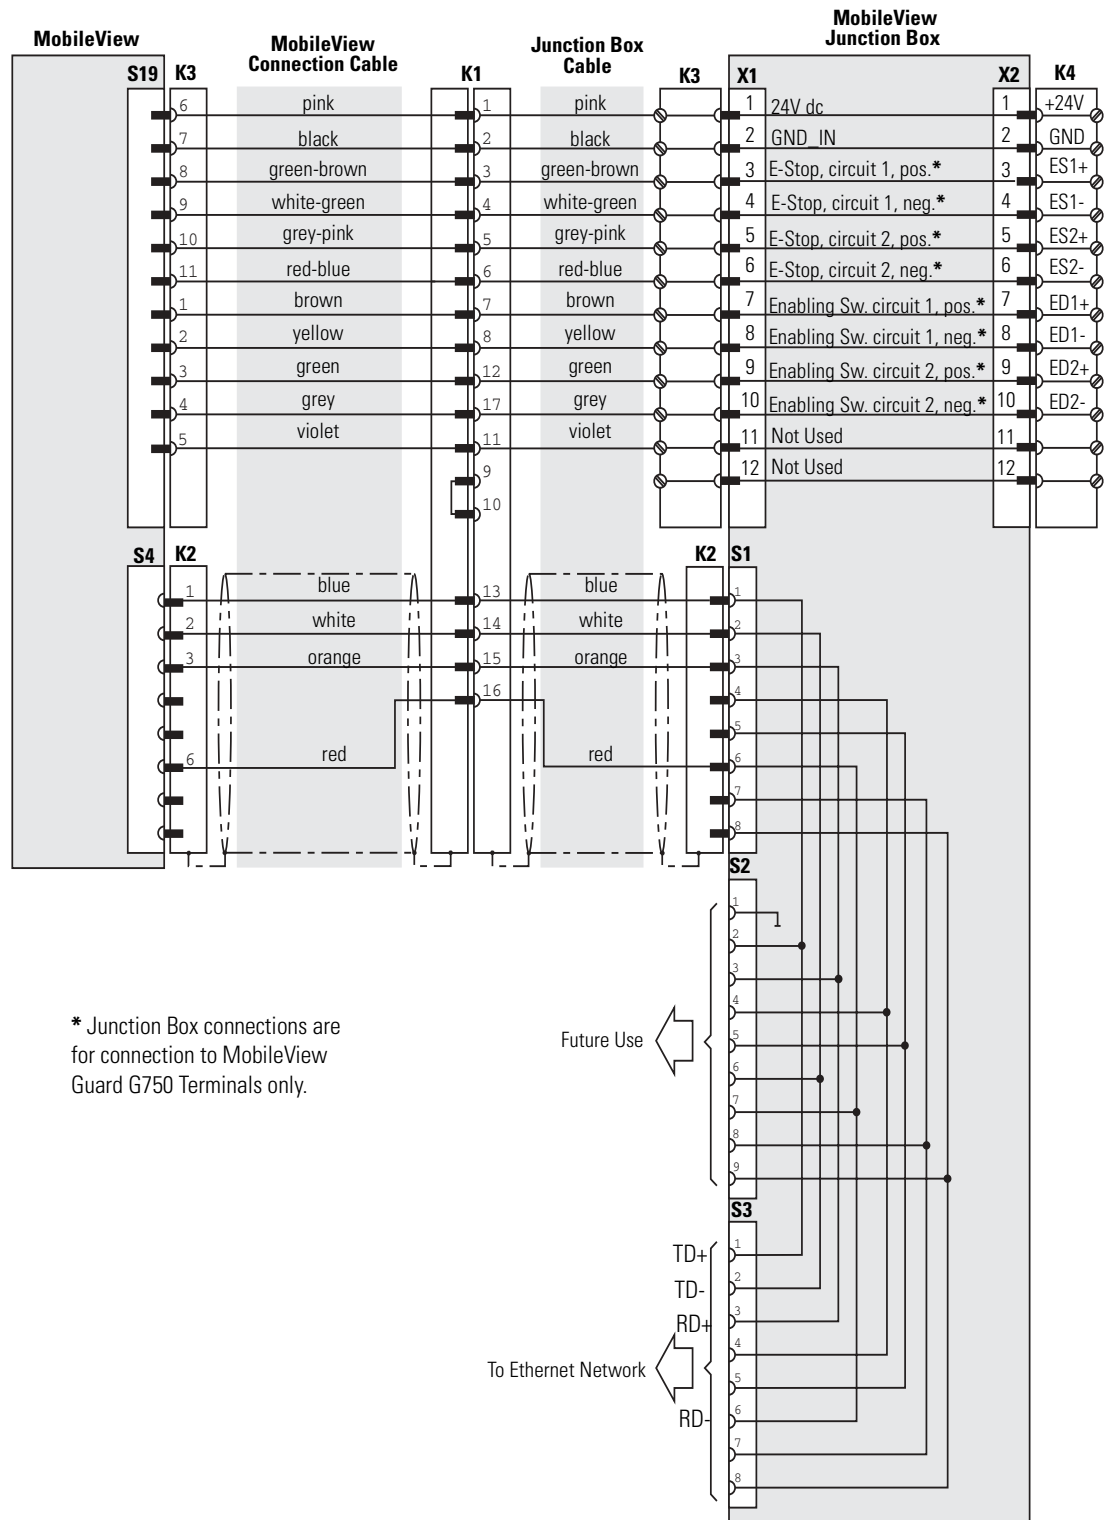 MobileView
MobileView
Connection Cable
Junction Box
Cable
MobileView
Junction Box
S19 K3 K1 K3 X1 X2 K4
6 pink 1 pink 1 24V dc 1 +24V
7 black 2 black 2 GND_IN 2 GND
8 green-brown 3 green-brown 3 E-Stop, circuit 1, pos.* 3 ES1+
9 white-green 4 white-green 4 E-Stop, circuit 1, neg.* 4 ES1-
10 grey-pink 5 grey-pink 5 E-Stop, circuit 2, pos.* 5 ES2+
11 red-blue 6 red-blue 6 E-Stop, circuit 2, neg.* 6 ES2-
1 brown 7 brown 7 Enabling Sw. circuit 1, pos.* 7 ED1+
2 yellow 8 yellow 8 Enabling Sw. circuit 1, neg.* 8 ED1-
3 green 12 green 9 Enabling Sw. circuit 2, pos.* 9 ED2+
4 grey 17 grey 10 Enabling Sw. circuit 2, neg.* 10 ED2-
5 violet 11 violet 11 Not Used 11
9 12 Not Used 12
10
S4 K2 K2 S1
1 blue 13 blue 1
2 white 14 white 2
3 orange 15 orange 3
16 4
5
6 red red 6
7
8
S2
1
2
3
4
Future Use 5
6
7
8
9
* Junction Box connections are
for connection to MobileView
Guard G750 Terminals only.
S3
TD+ 1
TD- 2
RD+ 3
4
To Ethernet Network 5
RD- 6
7
8